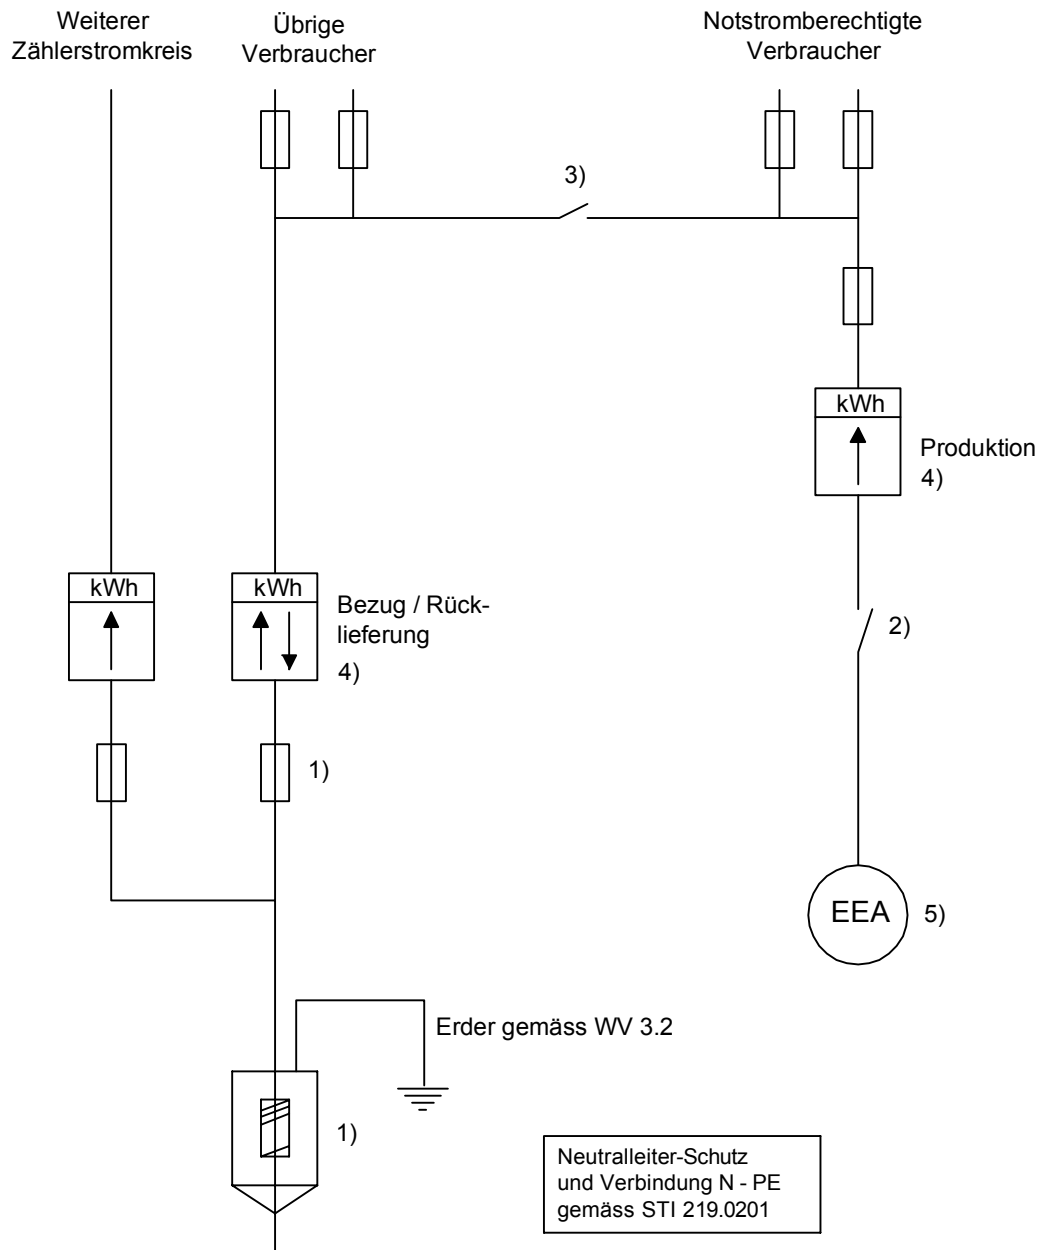 Weiterer
Zählerstromkreis
Übrige
Verbraucher
Notstromberechtigte
Verbraucher
3)
kWh
Produktion
4)
kWh
kWh
Bezug / Rück-
lieferung
4)
2)
1)
EEA
5)
Erder gemäss WV 3.2
1)
Neutralleiter-Schutz
und Verbindung N - PE
gemäss STI 219.0201